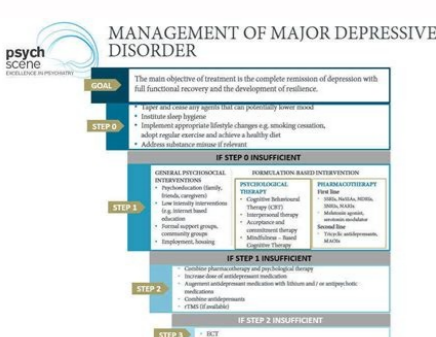 psych
scene
EXCELLENCE IN PSYCHIATRY
MANAGEMENT OF MAJOR DEPRESSIVE
DISORDER
GOAL
The main objective of treatment is the complete remission of depression with
full functional recovery and the development of resilience.
STEP 0
• Taper and cease any agents that can potentially lower mood
• Institute sleep hygiene
• Implement appropriate lifestyle changes e.g. smoking cessation,
adopt regular exercise and achieve a healthy diet
• Address substance misuse if relevant
IF STEP 0 INSUFFICIENT
STEP 1
GENERAL PSYCHOSOCIAL
INTERVENTIONS
• Psychoeducation (family,
friends, caregivers)
• Low intensity interventions
(e.g. internet based
education
• Formal support groups,
community groups
• Employment, housing
FORMULATION-BASED INTERVENTION
PSYCHOLOGICAL
THERAPY
• Cognitive Behavioural
Therapy (CBT)
• Interpersonal therapy
• Acceptance and
commitment therapy
• Mindfulness - Based
Cognitive Therapy
PHARMACOTHERAPY
First line
• Melatonin agonist,
serotonin modulator
Second line
• Tricyclic antidepressants,
MAOIs
IF STEP 1 INSUFFICIENT
STEP 2
• Combine pharmacotherapy and psychological therapy
• Increase dose of antidepressant medication
• Augment antidepressant medication with lithium and / or antipsychotic
medications
• Combine antidepressants
• rTMS (if available)
IF STEP 2 INSUFFICIENT
STEP 3
• ECT